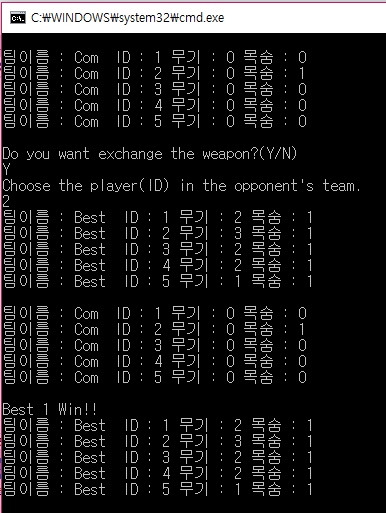 C:₩WINDOWS₩system32₩cmd.exe
팀이름 : Com  ID : 1 무기 : 0 목숨 : 0
팀이름 : Com  ID : 2 무기 : 0 목숨 : 1
팀이름 : Com  ID : 3 무기 : 0 목숨 : 0
팀이름 : Com  ID : 4 무기 : 0 목숨 : 0
팀이름 : Com  ID : 5 무기 : 0 목숨 : 0
Do you want exchange the weapon?(Y/N)
Y
Choose the player(ID) in the opponent's team.
2
팀이름 : Best  ID : 1 무기 : 2 목숨 : 1
팀이름 : Best  ID : 2 무기 : 3 목숨 : 1
팀이름 : Best  ID : 3 무기 : 2 목숨 : 1
팀이름 : Best  ID : 4 무기 : 2 목숨 : 1
팀이름 : Best  ID : 5 무기 : 1 목숨 : 1
팀이름 : Com  ID : 1 무기 : 0 목숨 : 0
팀이름 : Com  ID : 2 무기 : 0 목숨 : 1
팀이름 : Com  ID : 3 무기 : 0 목숨 : 0
팀이름 : Com  ID : 4 무기 : 0 목숨 : 0
팀이름 : Com  ID : 5 무기 : 0 목숨 : 0
Best 1 Win!!
팀이름 : Best  ID : 1 무기 : 2 목숨 : 1
팀이름 : Best  ID : 2 무기 : 3 목숨 : 1
팀이름 : Best  ID : 3 무기 : 2 목숨 : 1
팀이름 : Best  ID : 4 무기 : 2 목숨 : 1
팀이름 : Best  ID : 5 무기 : 1 목숨 : 1